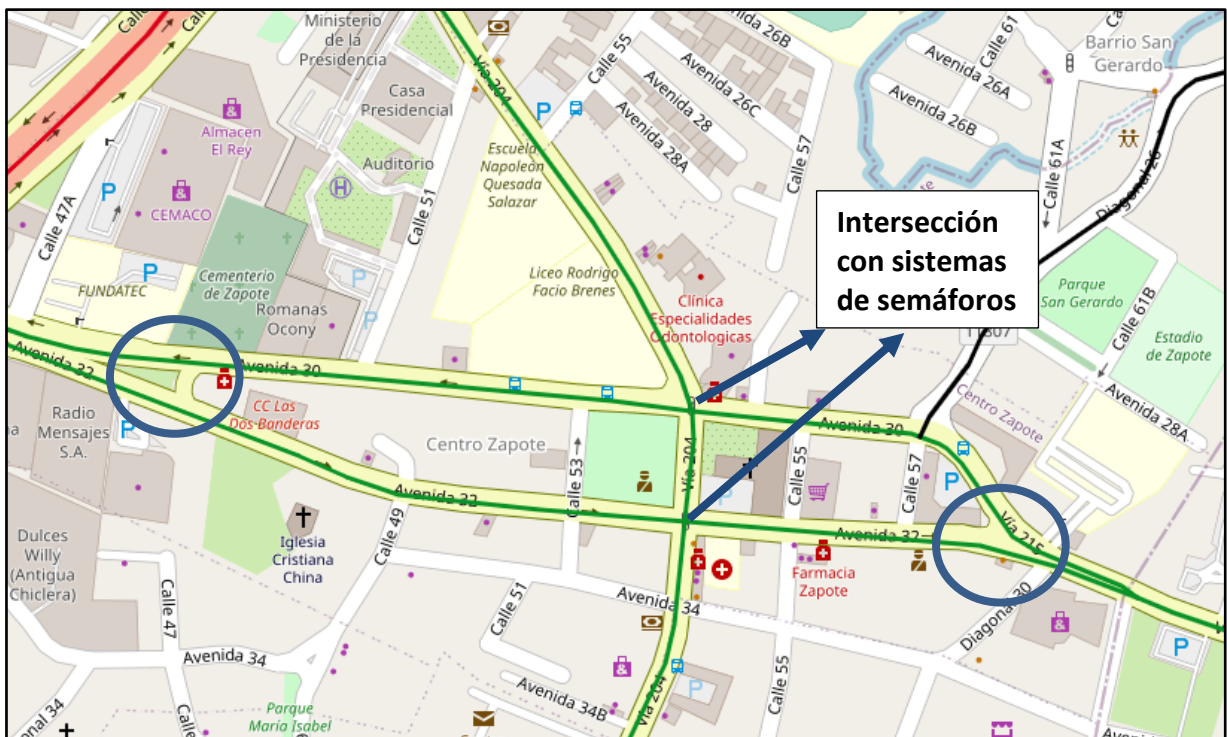 Ministerio
de la
Presidencia
Casa
Presidencial
Auditorio
Almacen
El Rey
CEMACO
Calle 47A
Calle 51
Cementerio
de Zapote
FUNDATEC
Romanas
Ocony
Vía 204
Calle 55
Escuela
Napoleón
Quesada
Salazar
Liceo Rodrigo
Facio Brenes
Avenida 26B
Avenida 26C
Avenida 28
Avenida 28A
Calle 57
Calle 61
Avenida 26A
Avenida 26B
Barrio San
Gerardo
Calle 61A
Diagonal 26
Intersección
con sistemas
de semáforos
Clínica
Especialidades
Odontologicas
Parque
San Gerardo
Calle 61B
Estadio
de Zapote
Avenida 28A
Centro Zapote
Avenida 32
Avenida 30
Radio
Mensajes
S.A.
CC Las
Dos Banderas
Centro Zapote
Calle 53
Vía 204
Avenida 30
Calle 55
Calle 57
Vía 215
Avenida 32
Avenida 32
Calle 49
Iglesia
Cristiana
China
Dulces
Willy
(Antigua
Chiclera)
Calle 47
Calle 51
Avenida 34
Farmacia
Zapote
Diagonal 30
Avenida 34
Parque
María Isabel
Avenida 34B
Vía 204
Calle 55